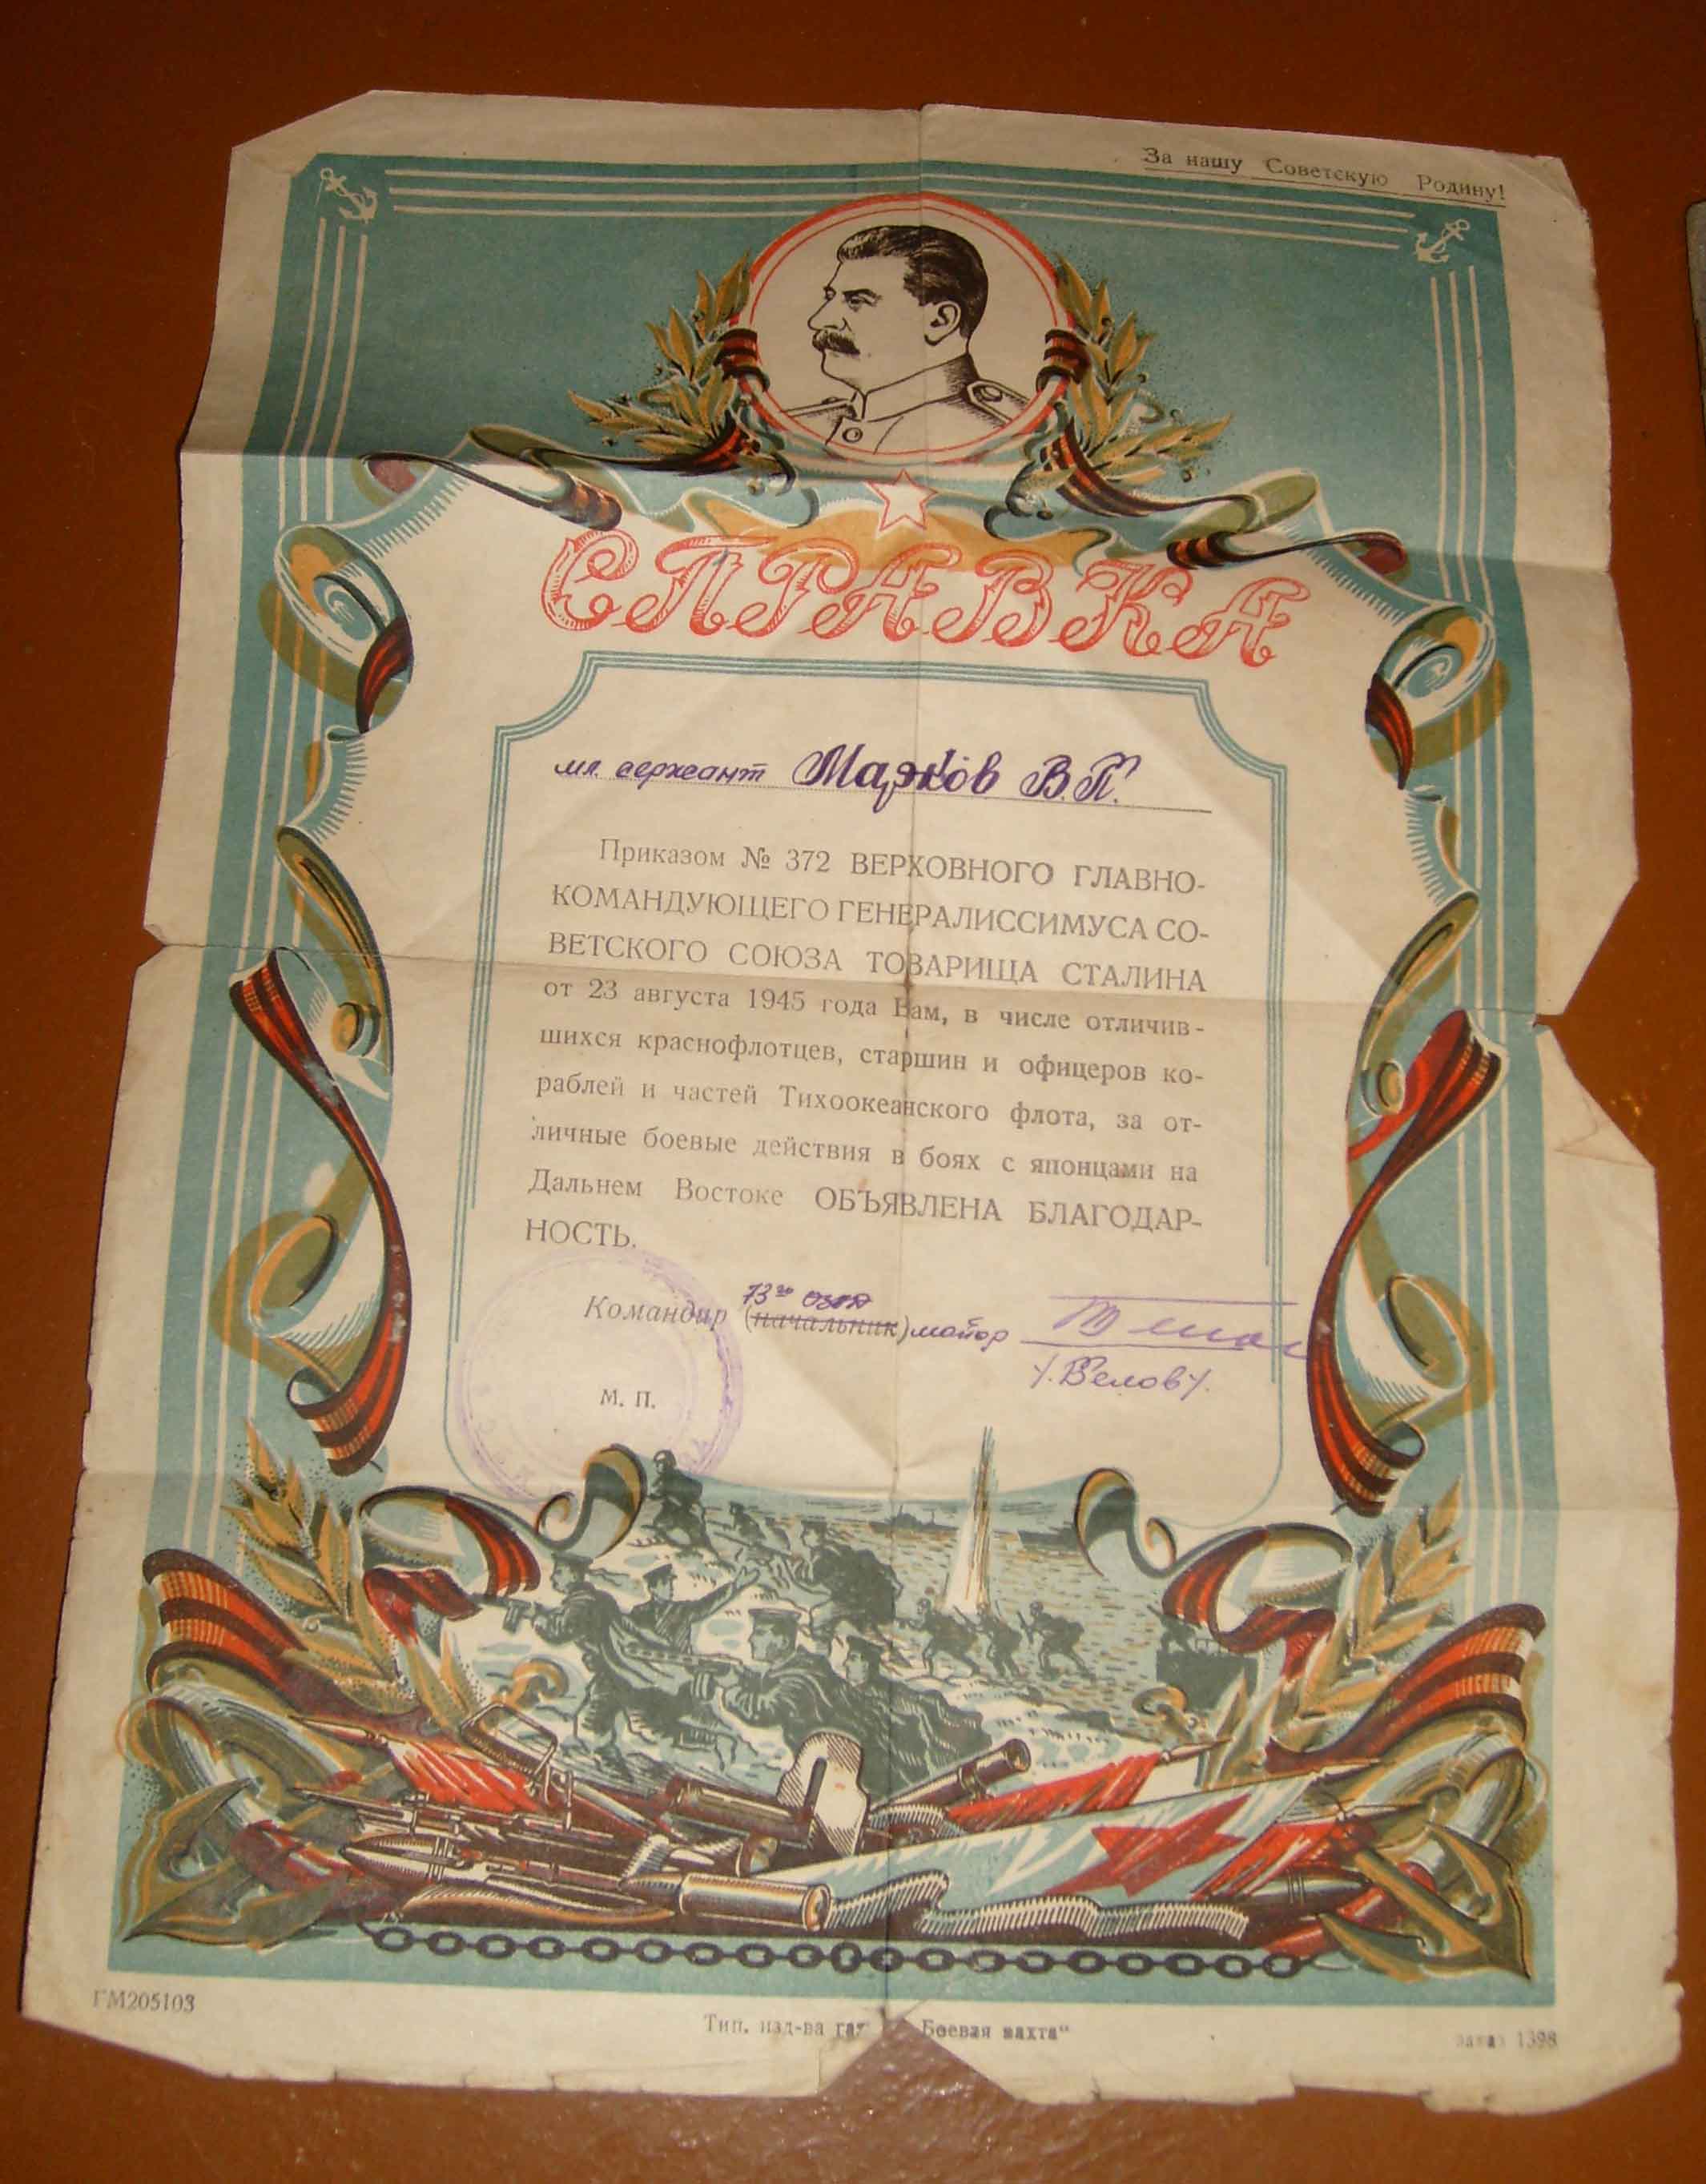 За нашу Советскую Родину!
СПРАВКА
мл. сержант Марков В.П.
Приказом № 372 ВЕРХОВНОГО ГЛАВНО-
КОМАНДУЮЩЕГО ГЕНЕРАЛИССИМУСА СО-
ВЕТСКОГО СОЮЗА ТОВАРИЩА СТАЛИНА
от 23 августа 1945 года Вам, в числе отличив-
шихся краснофлотцев, старшин и офицеров ко-
раблей и частей Тихоокеанского флота, за от-
личные боевые действия в боях с японцами на
Дальнем Востоке ОБЪЯВЛЕНА БЛАГОДАР-
НОСТЬ.
73го
Командир (начальник) майор
/Белов/.
М. П.
ГМ205103
Тип. изд-ва газ Боевая вахта“
заказ 1398